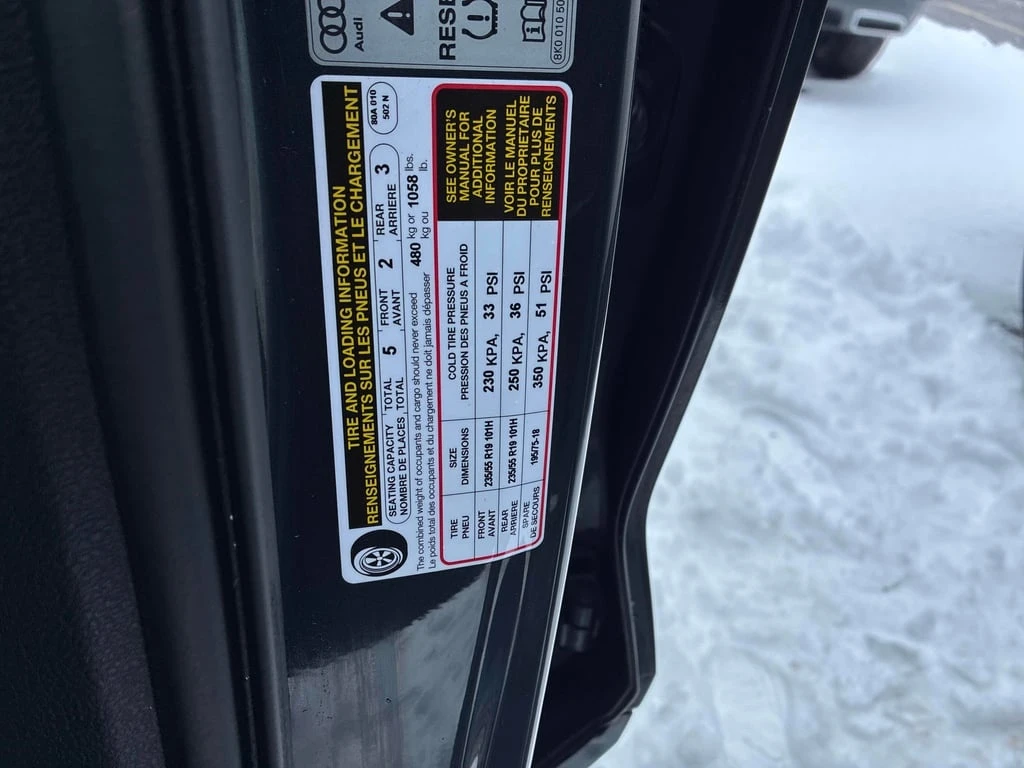 Audi
RESE
8K0 010 50
TIRE AND LOADING INFORMATION
RENSEIGNEMENTS SUR LES PNEUS ET LE CHARGEMENT
80A 010
502 N
SEATING CAPACITY TOTAL 5 FRONT 2 REAR 3
NOMBRE DE PLACES TOTAL AVANT ARRIERE
The combined weight of occupants and cargo should never exceed 480 kg or 1058 lbs.
Le poids total des occupants et du chargement ne doit jamais dépasser kg ou lb.
TIRE SIZE COLD TIRE PRESSURE
PNEU DIMENSIONS PRESSION DES PNEUS A FROID
FRONT
AVANT 235/55 R19 101H 230 KPA, 33 PSI
REAR
ARRIERE 235/55 R19 101H 250 KPA, 36 PSI
SPARE
DE SECOURS 195/75-18 350 KPA, 51 PSI
SEE OWNER'S
MANUAL FOR
ADDITIONAL
INFORMATION
VOIR LE MANUEL
DU PROPRIETAIRE
POUR PLUS DE
RENSEIGNEMENTS